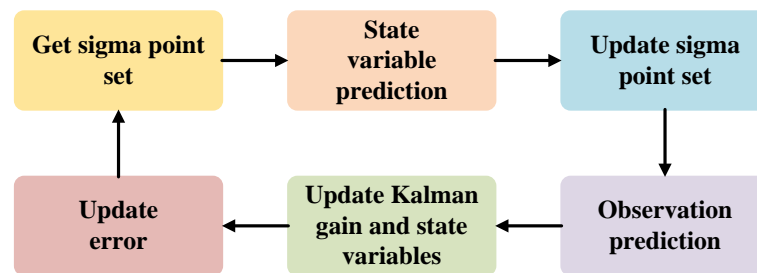 Get sigma point
set
State
variable
prediction
Update sigma
point set
Update
error
Update Kalman
gain and state
variables
Observation
prediction